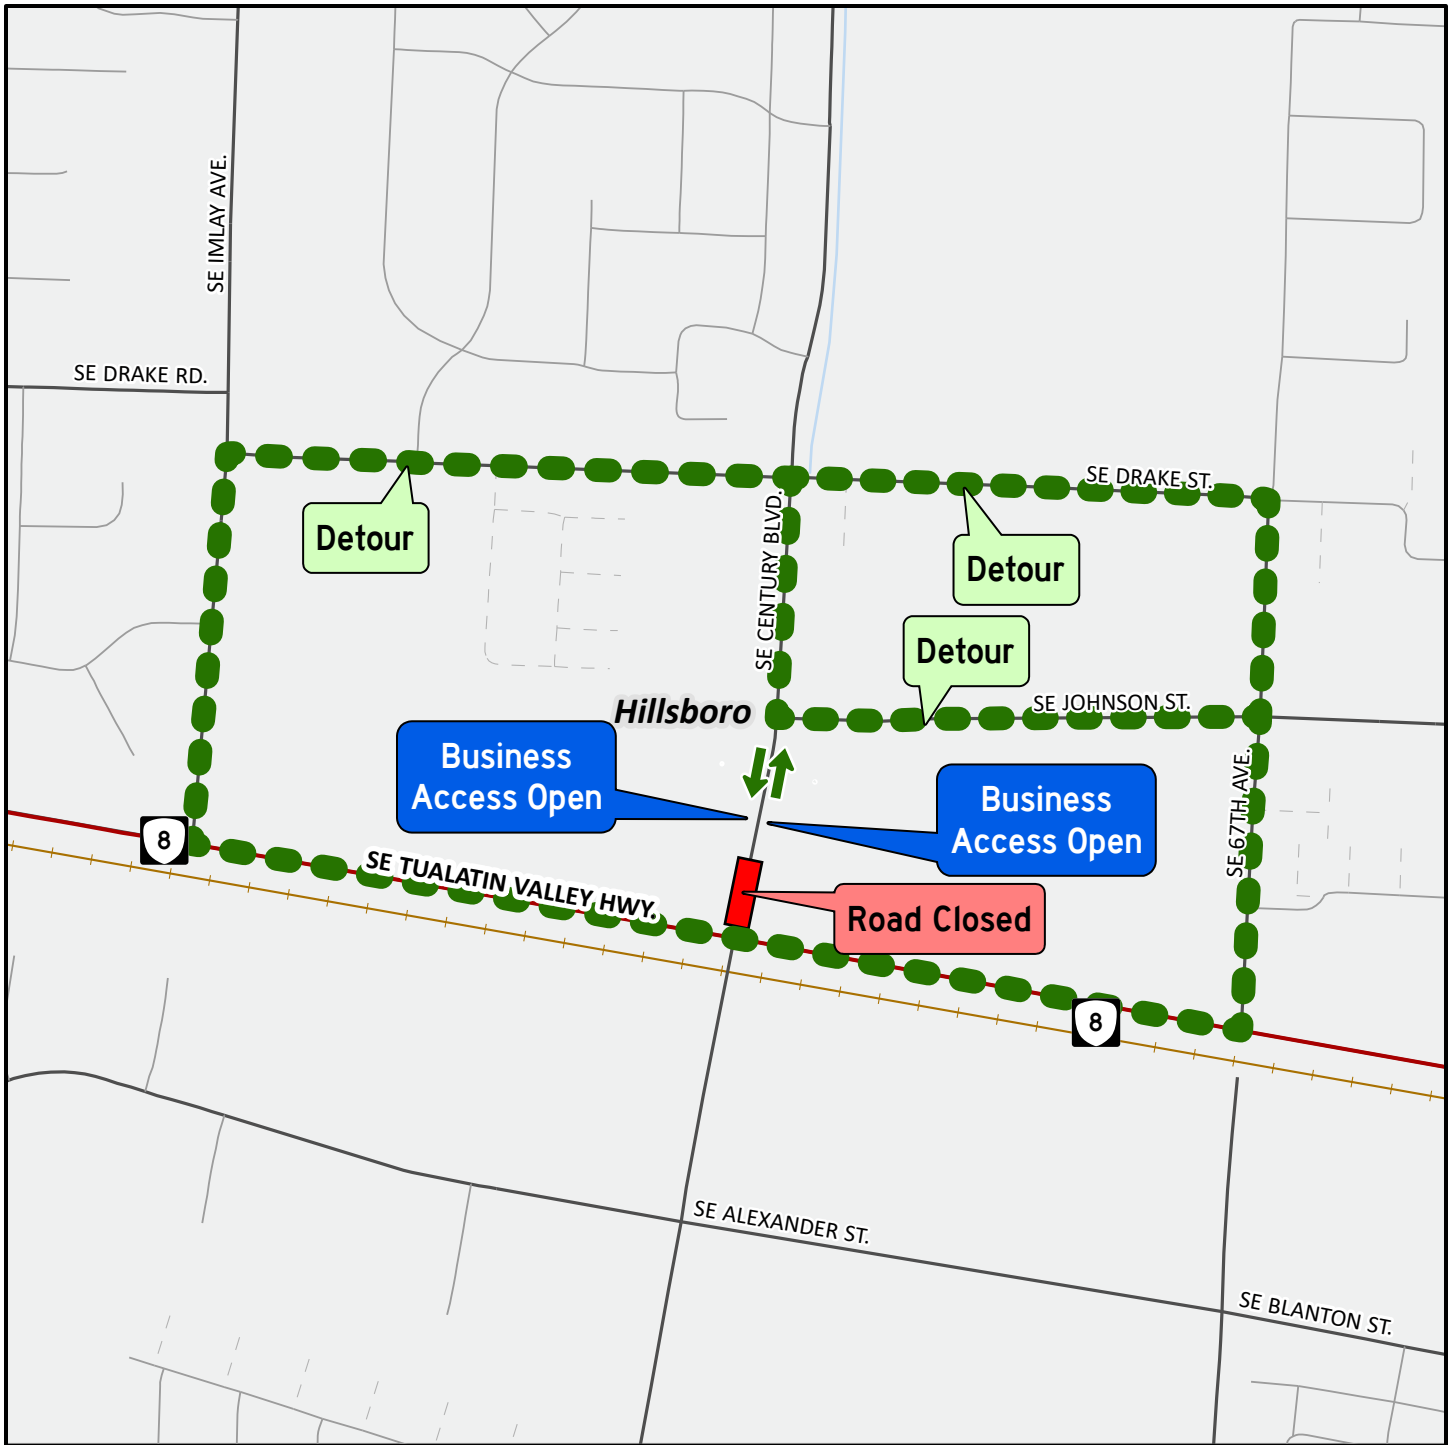 SE IMLAY AVE.
SE DRAKE RD.
SE DRAKE ST.
Detour
SE CENTURY BLVD.
Detour
Detour
SE JOHNSON ST.
Hillsboro
Business
Access Open
Business
Access Open
SE 67TH AVE.
8
SE TUALATIN VALLEY HWY.
Road Closed
8
SE ALEXANDER ST.
SE BLANTON ST.